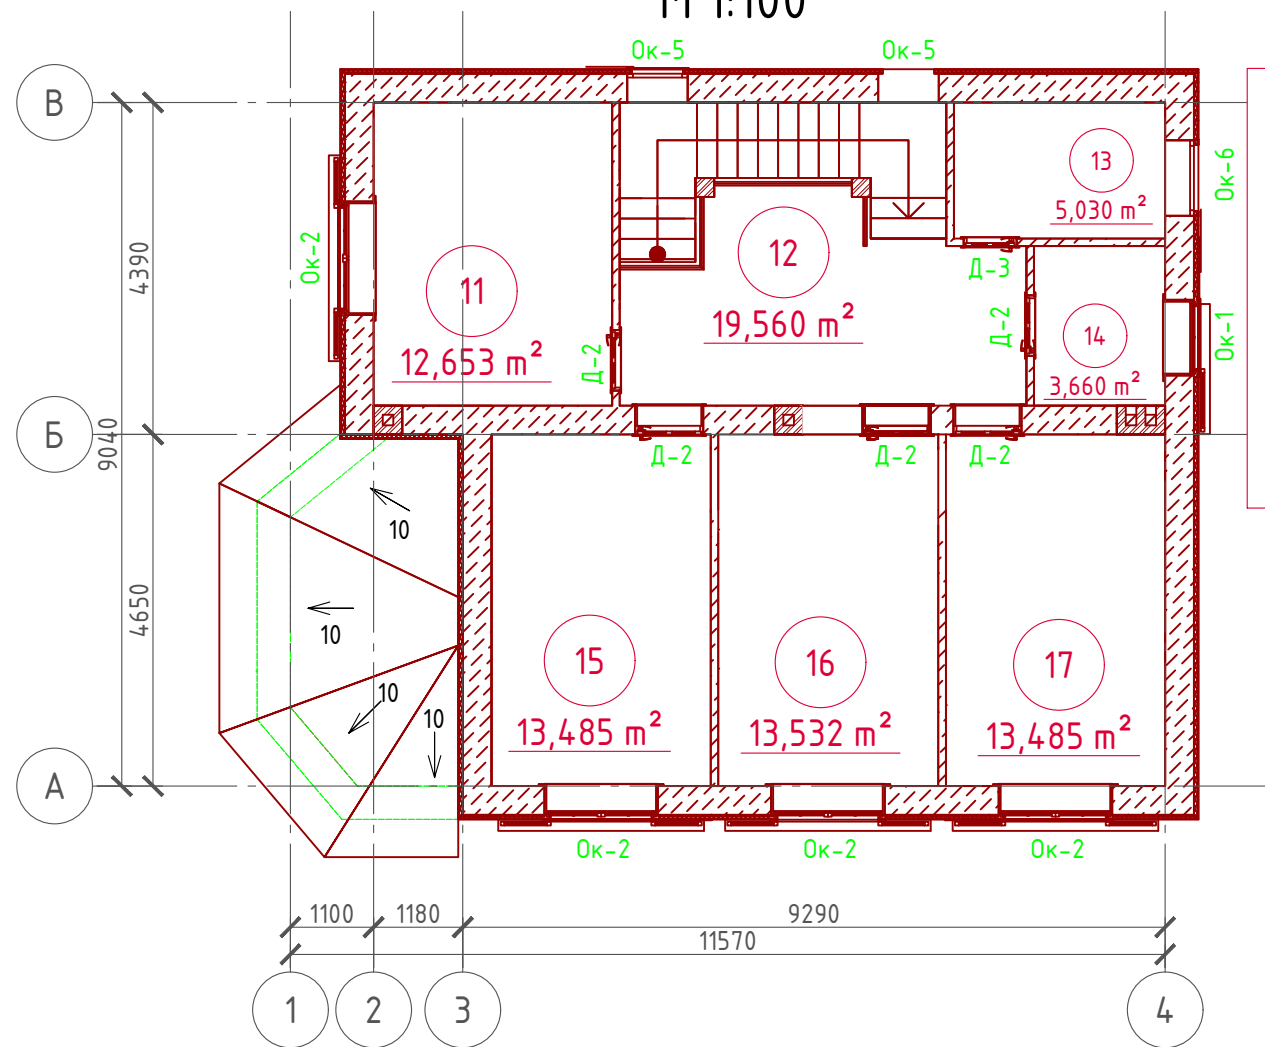 М 1:100
Ок-5
Ок-5
В
13
5,030 m²
Ок-6
Ок-2
4390
12
Д-3
11
19,560 m²
Д-2
14
Ок-1
12,653 m²
Д-2
3,660 m²
Б
9040
Д-2
Д-2
Д-2
10
4650
10
15
16
17
10
10
13,485 m²
13,532 m²
13,485 m²
А
Ок-2
Ок-2
Ок-2
1100
1180
9290
11570
1
2
3
4